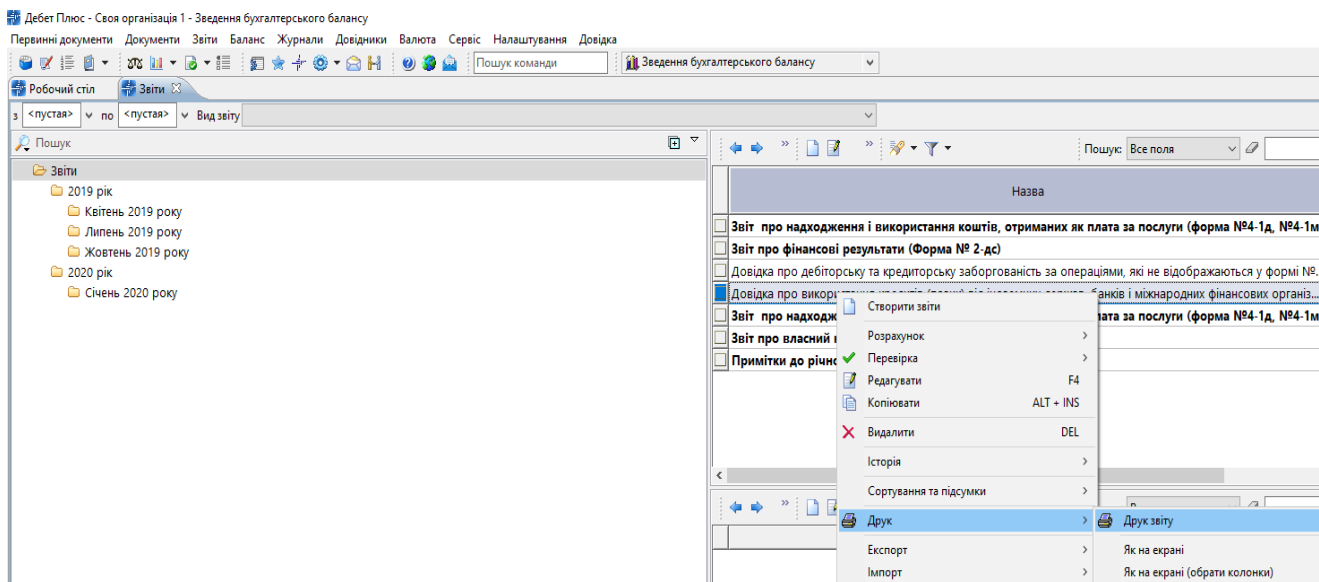 Дебет Плюс - Своя організація 1 - Зведення бухгалтерського балансу
Первинні документи Документи Звіти Баланс Журнали Довідники Валюта Сервіс Налаштування Довідка
Пошук команди Зведення бухгалтерського балансу
Робочий стіл Звіти
з <пустая> по <пустая> Вид звіту
Пошук
Звіти
2019 рік
Квітень 2019 року
Липень 2019 року
Жовтень 2019 року
2020 рік
Січень 2020 року
Пошук: Все поля
Назва
Звіт про надходження і використання коштів, отриманих як плата за послуги (форма №4-1д, №4-1м
Звіт про фінансові результати (Форма № 2-дс)
Довідка про дебіторську та кредиторську заборгованість за операціями, які не відображаються у формі №...
Довідка про використання кредитів (позик) від іноземних держав, банків і міжнародних фінансових організ...
Звіт про надходж лата за послуги (форма №4-1д, №4-1м
Звіт про власний
Примітки до річно
Створити звіти
Розрахунок
Перевірка
Редагувати F4
Копіювати ALT + INS
Видалити DEL
Історія
Сортування та підсумки
Друк
Експорт
Імпорт
Друк звіту
Як на екрані
Як на екрані (обрати колонки)